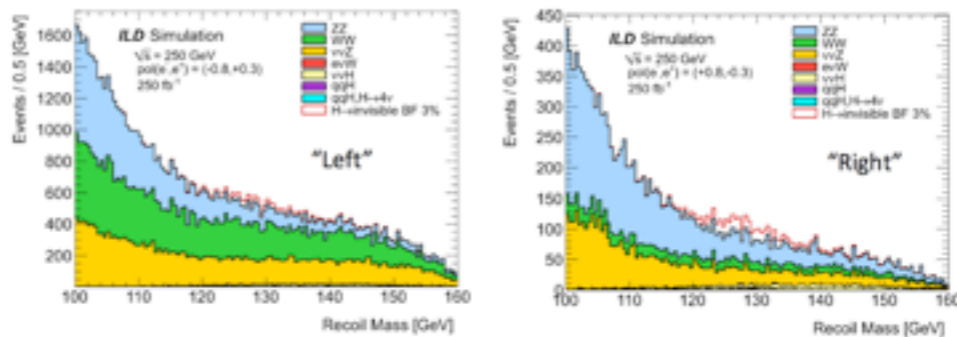 Events / 0.5 [GeV]
1600
1400
1200
1000
800
600
400
200
ILD Simulation
√s = 250 GeV
pol(e⁻,e⁺) = (-0.8,+0.3)
250 fb⁻¹
ZZ
WW
ννZ
eνW
ννH
qqH
qqH,H→4ν
H→invisible BF 3%
"Left"
100 110 120 130 140 150 160
Recoil Mass [GeV]
Events / 0.5 [GeV]
450
400
350
300
250
200
150
100
50
0
ILD Simulation
√s = 250 GeV
pol(e⁻,e⁺) = (+0.8,-0.3)
250 fb⁻¹
ZZ
WW
ννZ
eνW
ννH
qqH
qqH,H→4ν
H→invisible BF 3%
"Right"
100 110 120 130 140 150 160
Recoil Mass [GeV]